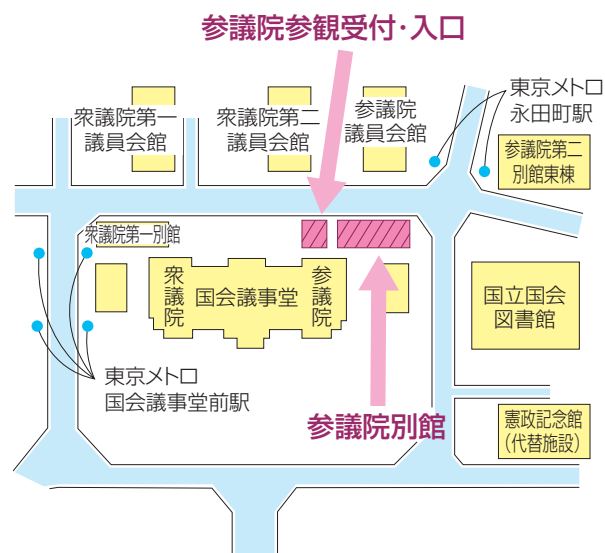 参議院参観受付・入口
衆議院第一
議員会館
衆議院第二
議員会館
参議院
議員会館
東京メトロ
永田町駅
参議院第二
別館東棟
衆議院第一別館
衆議院
国会議事堂
参議院
国立国会
図書館
東京メトロ
国会議事堂前駅
参議院別館
憲政記念館
(代替施設)